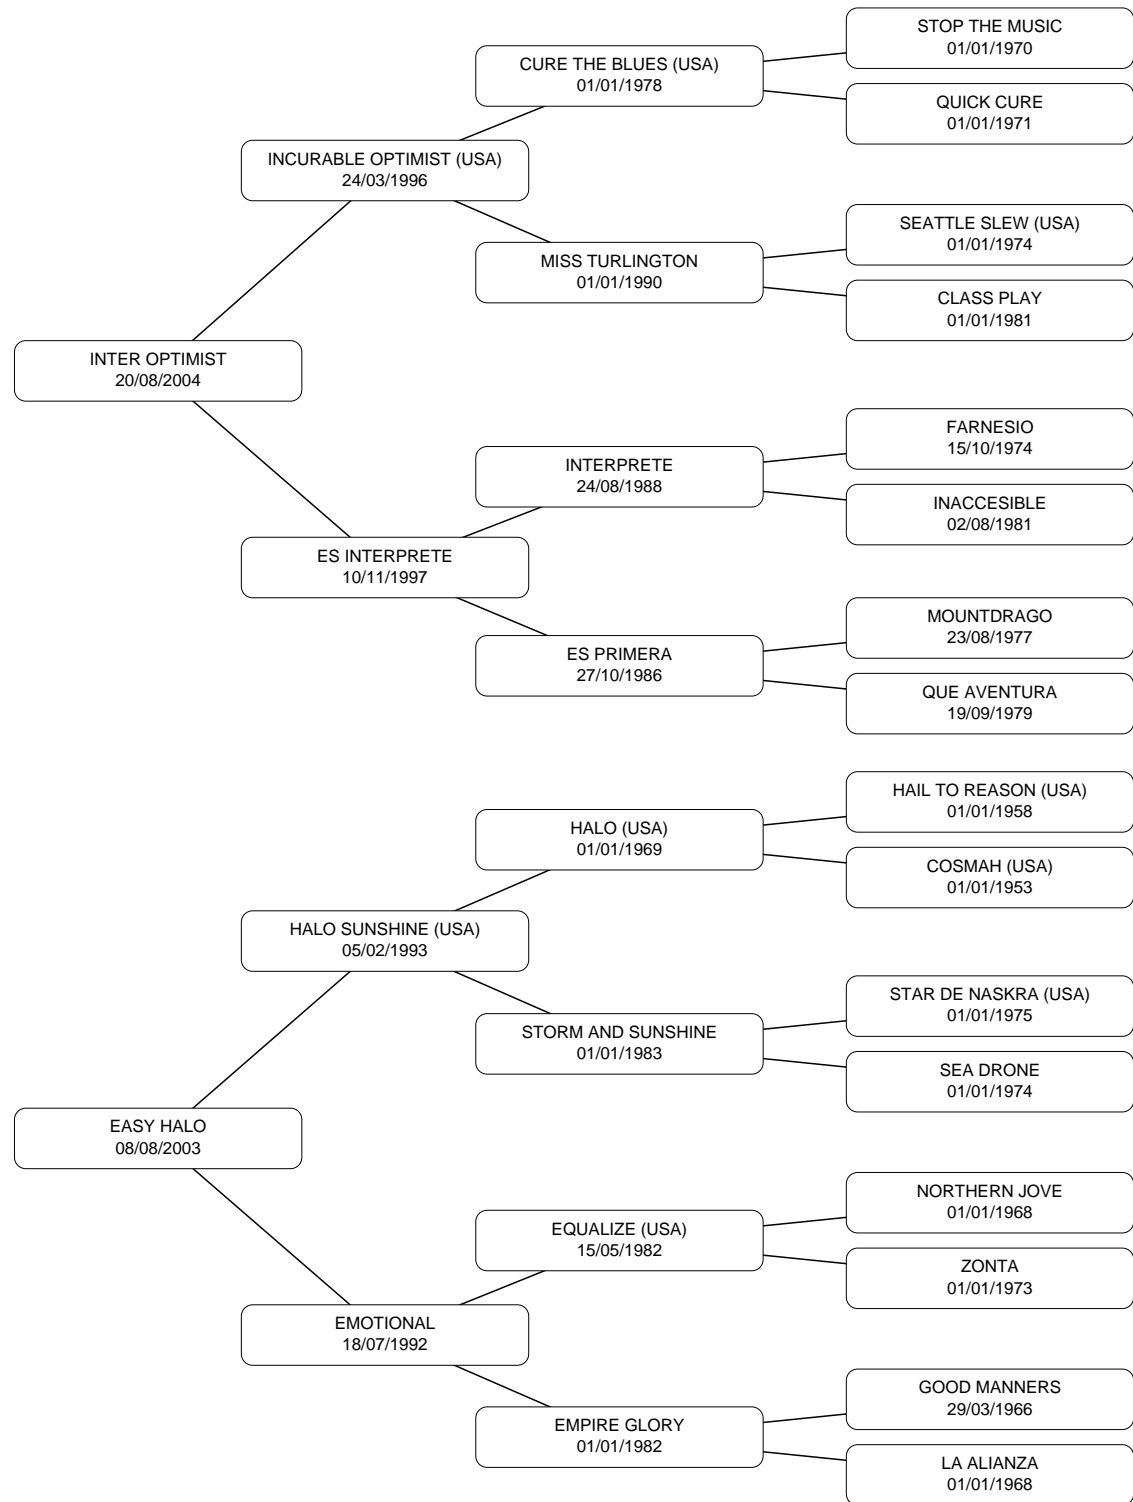 STOP THE MUSIC
01/01/1970
CURE THE BLUES (USA)
01/01/1978
QUICK CURE
01/01/1971
INCURABLE OPTIMIST (USA)
24/03/1996
SEATTLE SLEW (USA)
01/01/1974
MISS TURLINGTON
01/01/1990
CLASS PLAY
01/01/1981
INTER OPTIMIST
20/08/2004
FARNESIO
15/10/1974
INTERPRETE
24/08/1988
INACCESIBLE
02/08/1981
ES INTERPRETE
10/11/1997
MOUNTDRAGO
23/08/1977
ES PRIMERA
27/10/1986
QUE AVENTURA
19/09/1979
HAIL TO REASON (USA)
01/01/1958
HALO (USA)
01/01/1969
COSMAH (USA)
01/01/1953
HALO SUNSHINE (USA)
05/02/1993
STAR DE NASKRA (USA)
01/01/1975
STORM AND SUNSHINE
01/01/1983
SEA DRONE
01/01/1974
EASY HALO
08/08/2003
NORTHERN JOVE
01/01/1968
EQUALIZE (USA)
15/05/1982
ZONTA
01/01/1973
EMOTIONAL
18/07/1992
GOOD MANNERS
29/03/1966
EMPIRE GLORY
01/01/1982
LA ALIANZA
01/01/1968